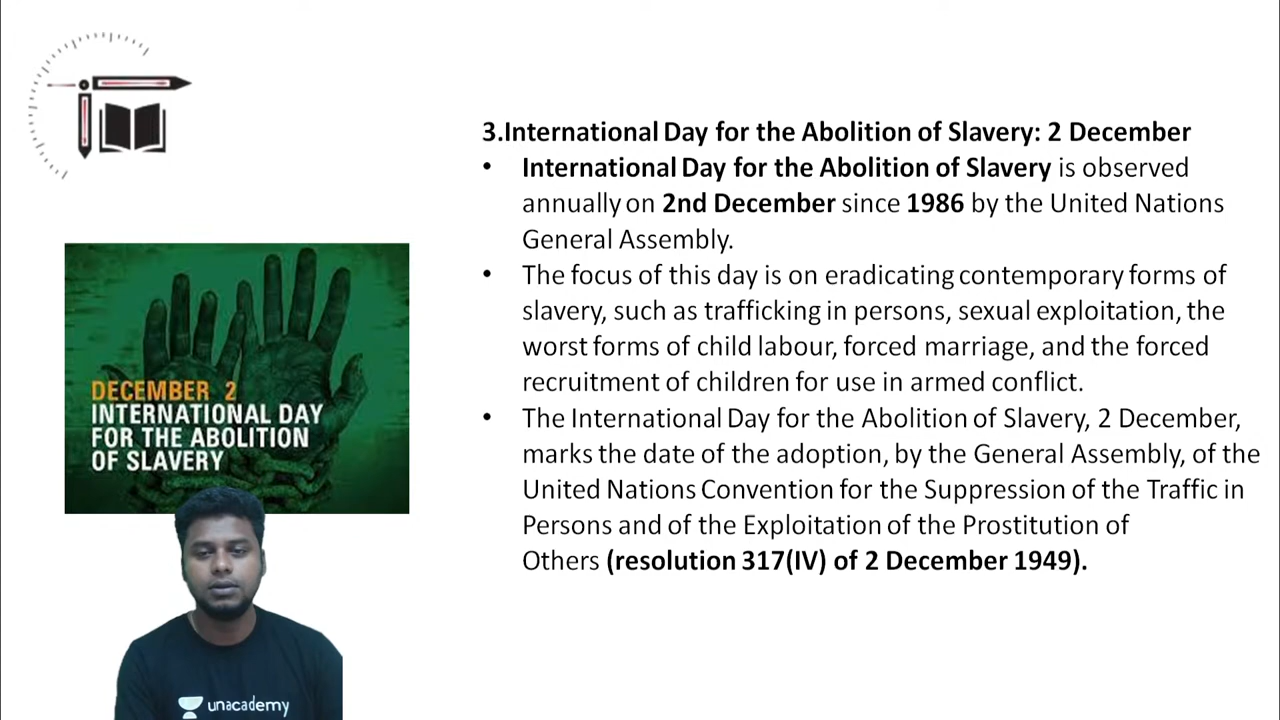 3.International Day for the Abolition of Slavery: 2 December
• International Day for the Abolition of Slavery is observed
annually on 2nd December since 1986 by the United Nations
General Assembly.
• The focus of this day is on eradicating contemporary forms of
slavery, such as trafficking in persons, sexual exploitation, the
worst forms of child labour, forced marriage, and the forced
recruitment of children for use in armed conflict.
• The International Day for the Abolition of Slavery, 2 December,
marks the date of the adoption, by the General Assembly, of the
United Nations Convention for the Suppression of the Traffic in
Persons and of the Exploitation of the Prostitution of
Others (resolution 317(IV) of 2 December 1949).
DECEMBER 2
INTERNATIONAL DAY
FOR THE ABOLITION
OF SLAVERY
unacademy